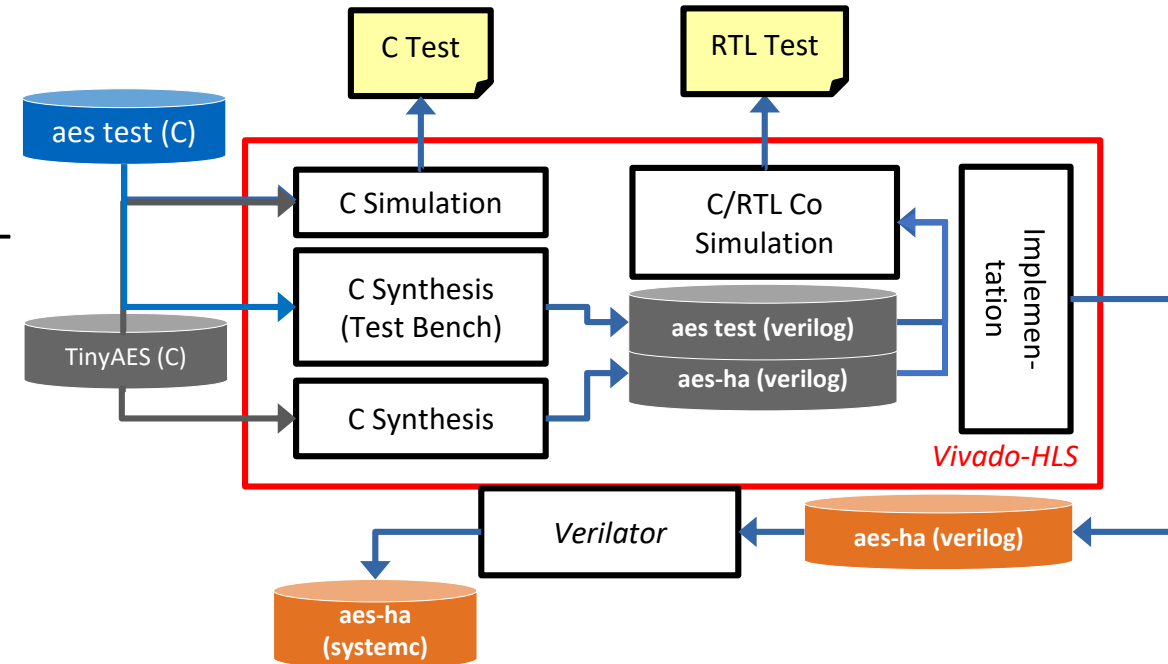 C Test
RTL Test
aes test (C)
C Simulation
C/RTL Co
Simulation
Implemen-
tation
C Synthesis
(Test Bench)
aes test (verilog)
TinyAES (C)
aes-ha (verilog)
C Synthesis
Vivado-HLS
Verilator
aes-ha (verilog)
aes-ha
(systemc)